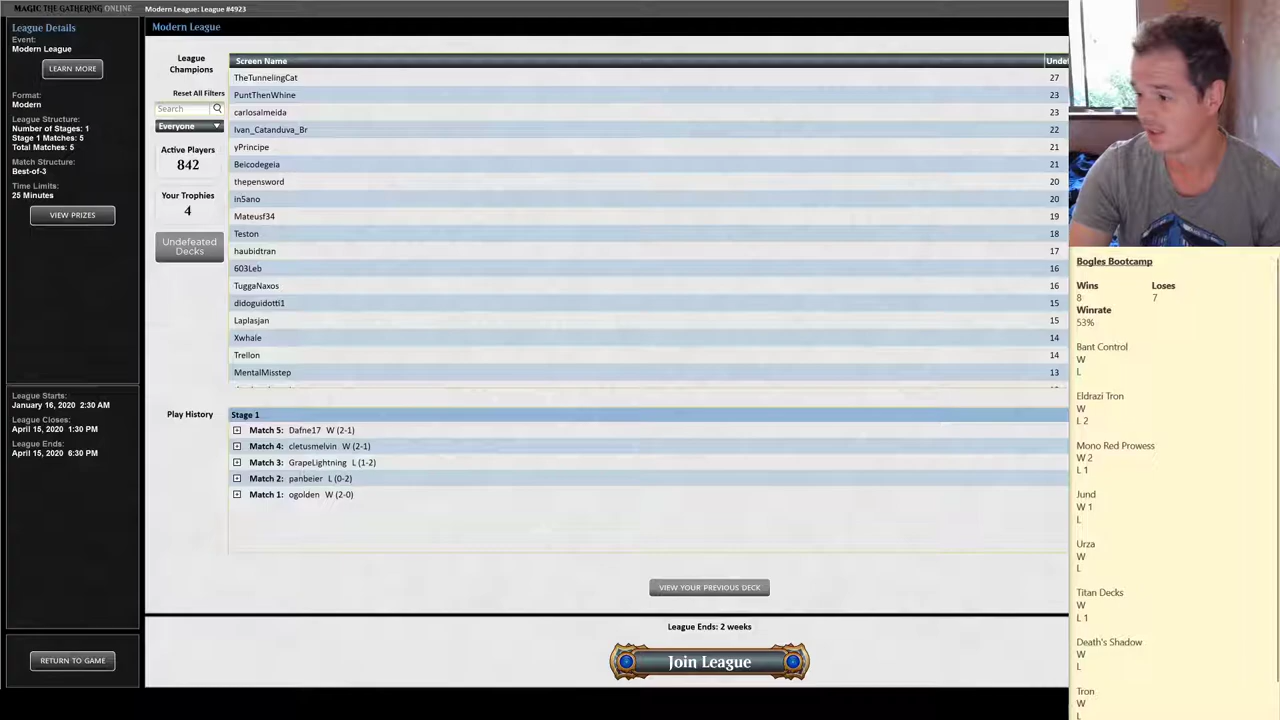 MAGIC THE GATHERING ONLINE
Modern League: League #4923
League Details
Event:
Modern League
LEARN MORE
Format:
Modern
League Structure:
Number of Stages: 1
Stage 1 Matches: 5
Total Matches: 5
Match Structure:
Best-of-3
Time Limits:
25 Minutes
VIEW PRIZES
League Starts:
January 16, 2020 2:30 AM
League Closes:
April 15, 2020 1:30 PM
League Ends:
April 15, 2020 6:30 PM
RETURN TO GAME
Modern League
League Champions
Reset All Filters
Search
Everyone
Active Players
842
Your Trophies
4
Undefeated Decks
Screen Name Undef
TheTunnelingCat 27
PuntThenWhine 23
carlosalmeida 23
Ivan_Catanduva_Br 22
yPrincipe 21
Beicodegeia 21
thepensword 20
in5ano 20
Mateusf34 19
Teston 18
haubidtran 17
603Leb 16
TuggaNaxos 16
didoguidotti1 15
Laplasjan 15
Xwhale 14
Trellon 14
MentalMisstep 13
Play History
Stage 1
Match 5: Dafne17 W (2-1)
Match 4: cletusmelvin W (2-1)
Match 3: GrapeLightning L (1-2)
Match 2: panbeier L (0-2)
Match 1: ogolden W (2-0)
VIEW YOUR PREVIOUS DECK
League Ends: 2 weeks
Join League
Bogles Bootcamp
Wins Loses
8 7
Winrate
53%
Bant Control
W
L
Eldrazi Tron
W
L 2
Mono Red Prowess
W 2
L 1
Jund
W 1
L
Urza
W
L
Titan Decks
W
L 1
Death's Shadow
W
L
Tron
W
L